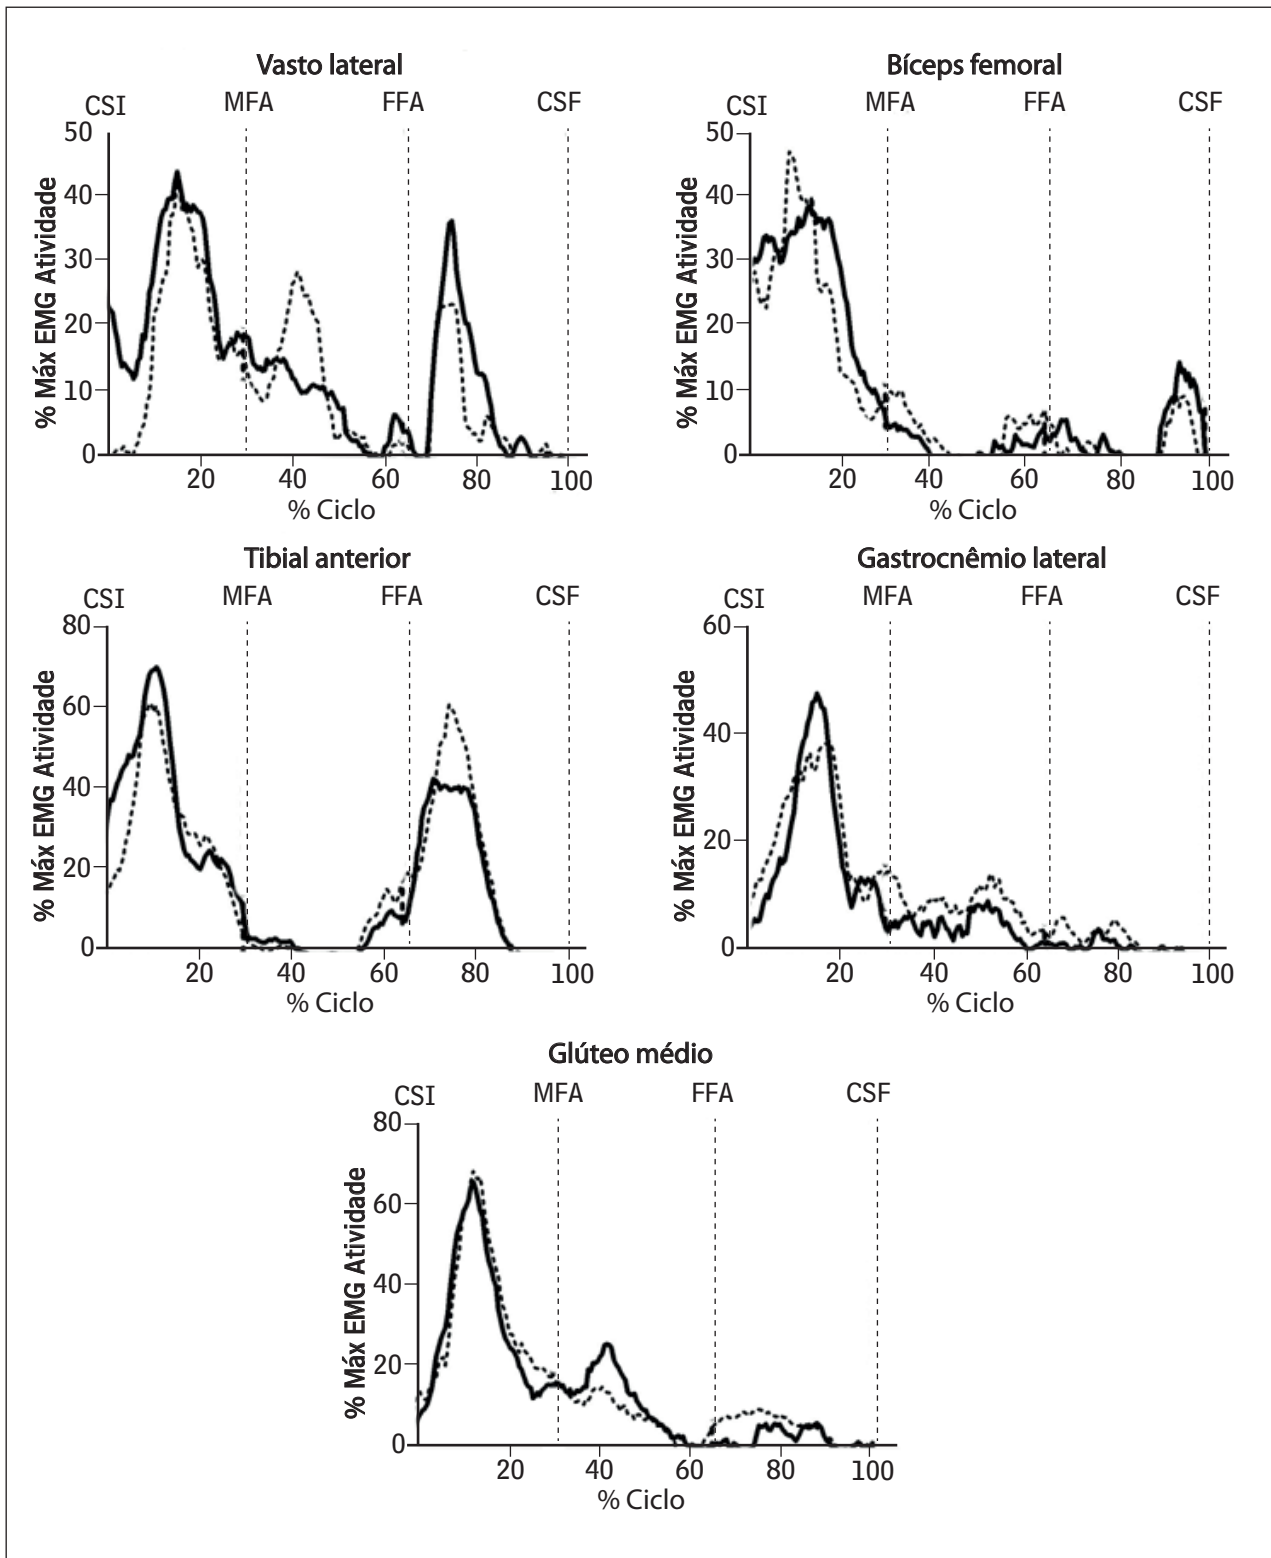 Vasto lateral
CSI MFA FFA CSF
50
40
30
20
10
0
% Máx EMG Atividade
20 40 60 80 100
% Ciclo
Bíceps femoral
CSI MFA FFA CSF
50
40
30
20
10
0
% Máx EMG Atividade
20 40 60 80 100
% Ciclo
Tibial anterior
CSI MFA FFA CSF
80
60
40
20
0
% Máx EMG Atividade
20 40 60 80 100
% Ciclo
Gastrocnêmio lateral
CSI MFA FFA CSF
60
40
20
0
% Máx EMG Atividade
20 40 60 80 100
% Ciclo
Glúteo médio
CSI MFA FFA CSF
80
60
40
20
0
% Máx EMG Atividade
20 40 60 80 100
% Ciclo